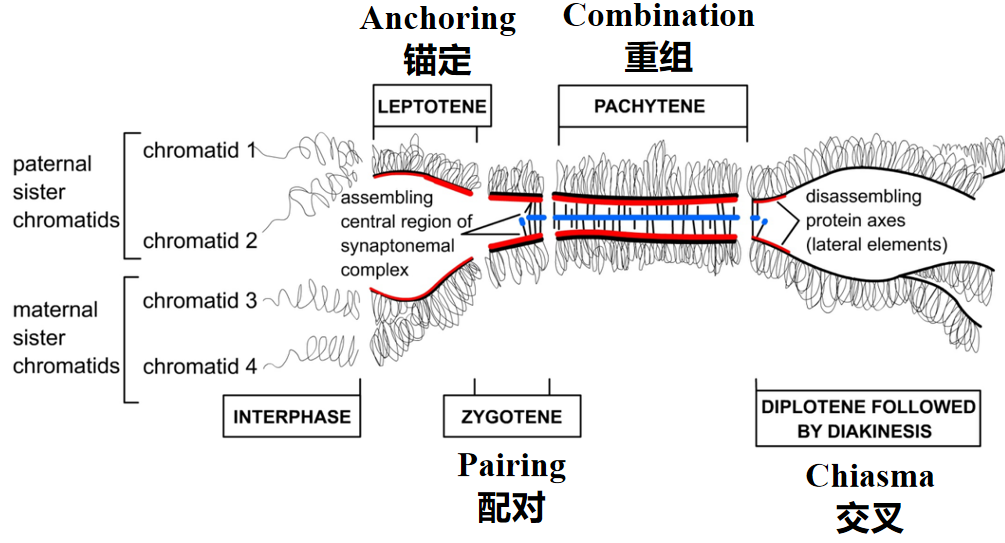 Anchoring
锚定
Combination
重组
LEPTOTENE
PACHYTENE
paternal
sister
chromatids
chromatid 1
chromatid 2
assembling
central region of
synaptonemal
complex
disassembling
protein axes
(lateral elements)
maternal
sister
chromatids
chromatid 3
chromatid 4
INTERPHASE
ZYGOTENE
DIPLOTENE FOLLOWED
BY DIAKINESIS
Pairing
配对
Chiasma
交叉